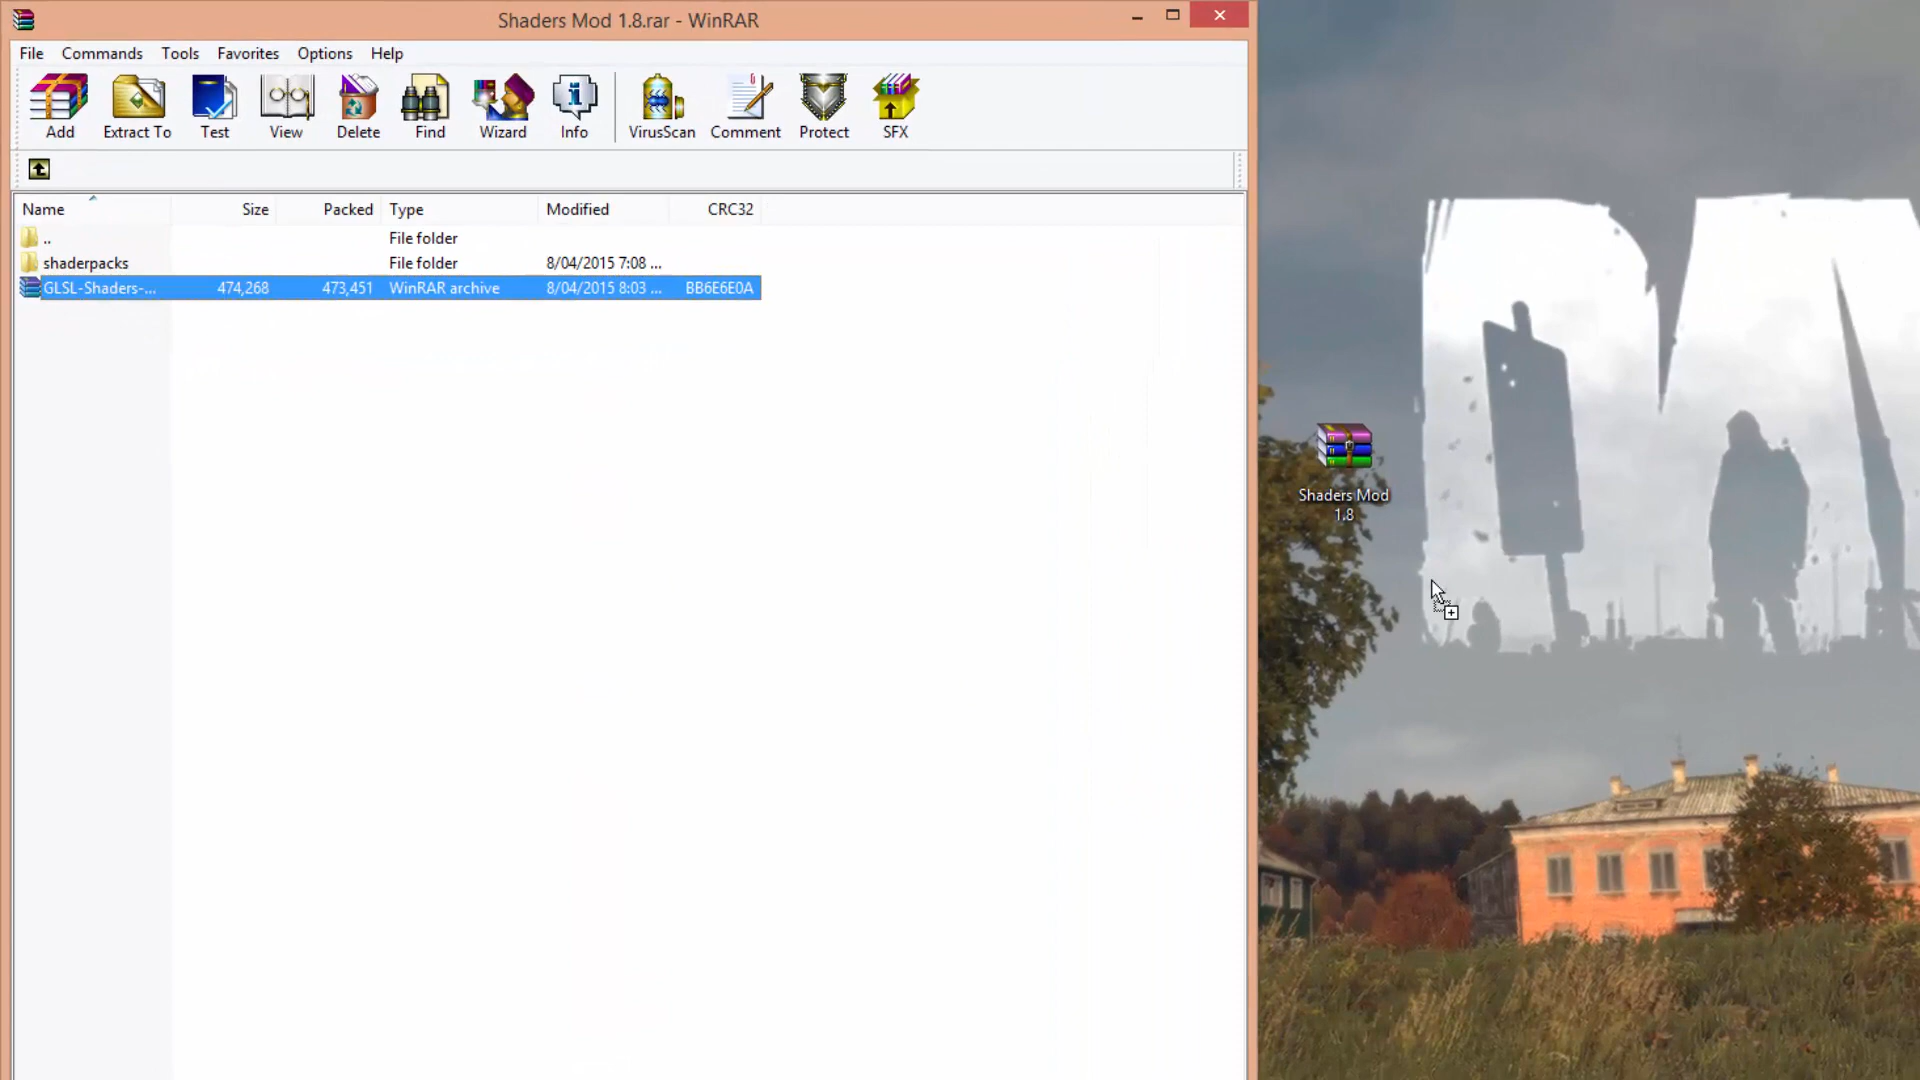 Shaders Mod 1.8.rar - WinRAR
File Commands Tools Favorites Options Help
Add Extract To Test View Delete Find Wizard Info VirusScan Comment Protect SFX
Name Size Packed Type Modified CRC32
.. File folder
shaderpacks File folder 8/04/2015 7:08 ...
GLSL-Shaders-... 474,268 473,451 WinRAR archive 8/04/2015 8:03 ... BB6E6E0A
Shaders Mod
1.8